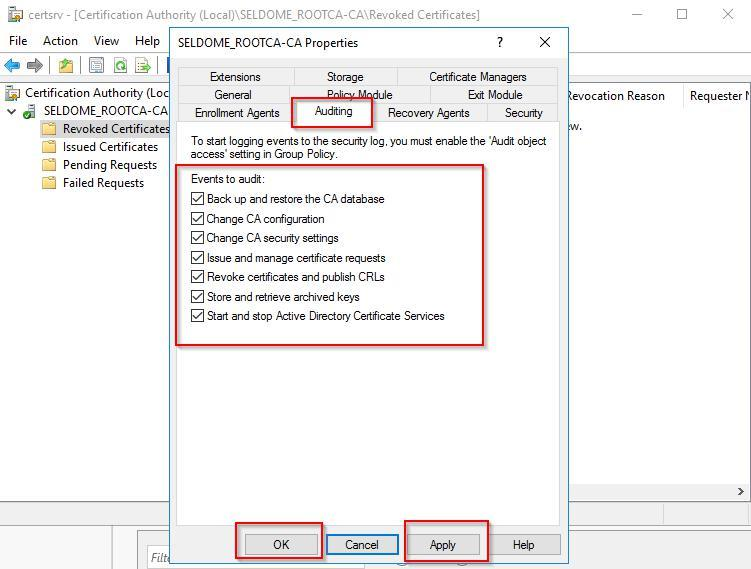 certsrv - [Certification Authority (Local)\SELDOME_ROOTCA-CA\Revoked Certificates]
File Action View Help
Certification Authority (Loc
SELDOME_ROOTCA-CA
Revoked Certificates
Issued Certificates
Pending Requests
Failed Requests
SELDOME_ROOTCA-CA Properties
Extensions Storage Certificate Managers
General Policy Module Exit Module
Enrollment Agents Auditing Recovery Agents Security
To start logging events to the security log, you must enable the 'Audit object
access' setting in Group Policy.
Events to audit:
Back up and restore the CA database
Change CA configuration
Change CA security settings
Issue and manage certificate requests
Revoke certificates and publish CRLs
Store and retrieve archived keys
Start and stop Active Directory Certificate Services
OK Cancel Apply Help
Revocation Reason Requester N
ew.
Filt